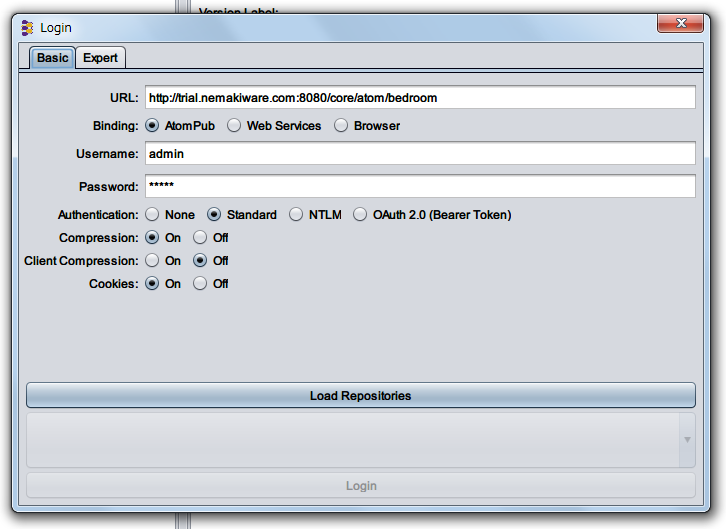 Version Label:
Login
Basic Expert
URL: http://trial.nemakiware.com:8080/core/atom/bedroom
Binding: AtomPub Web Services Browser
Username: admin
Password: *****
Authentication: None Standard NTLM OAuth 2.0 (Bearer Token)
Compression: On Off
Client Compression: On Off
Cookies: On Off
Load Repositories
Login